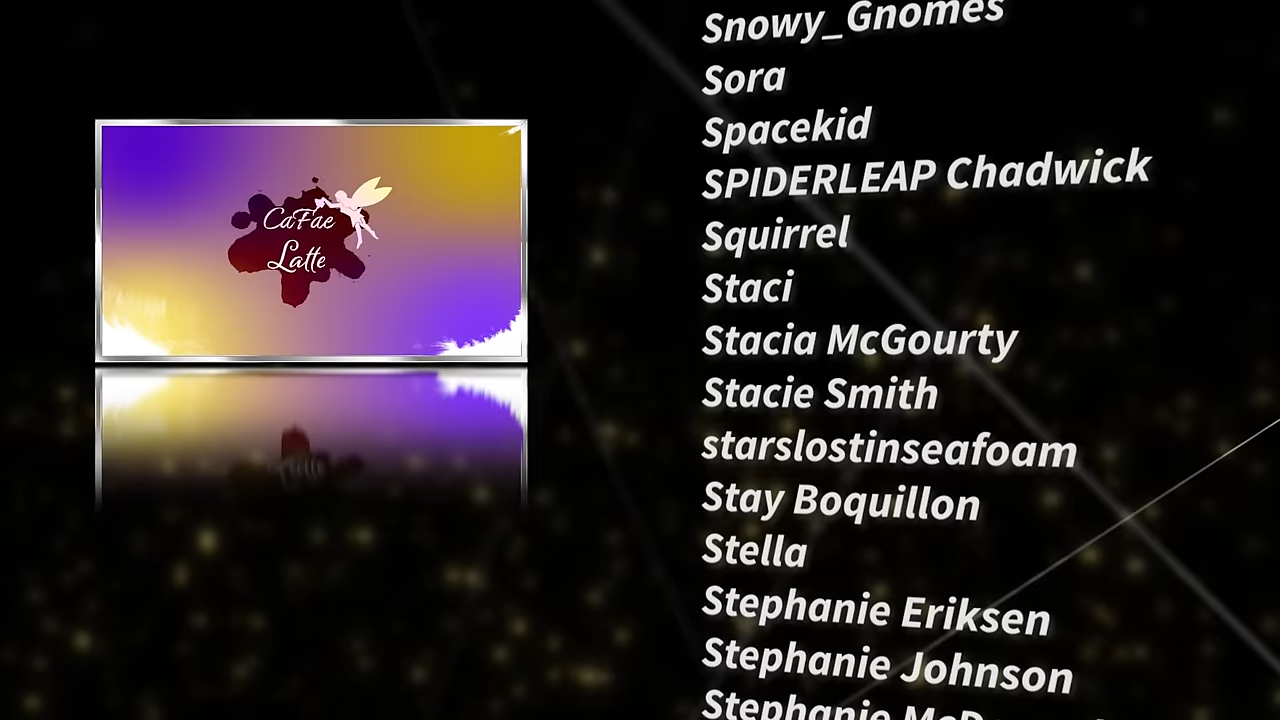 CaFae
Latte
Snowy_Gnomes
Sora
Spacekid
SPIDERLEAP Chadwick
Squirrel
Staci
Stacia McGourty
Stacie Smith
starslostinseafoam
Stay Boquillon
Stella
Stephanie Eriksen
Stephanie Johnson
Stephanie